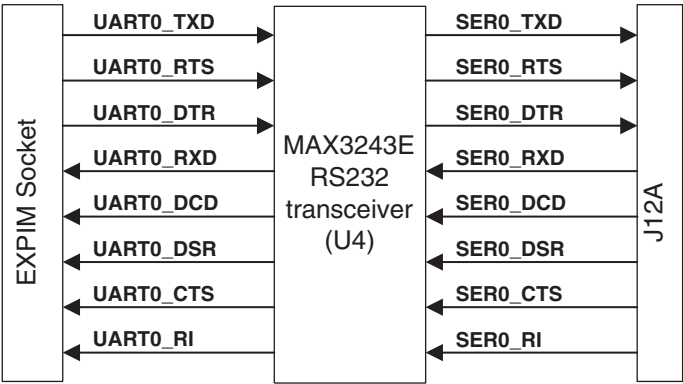 UART0_TXD
UART0_RTS
UART0_DTR
UART0_RXD
UART0_DCD
UART0_DSR
UART0_CTS
UART0_RI
EXPIM Socket
MAX3243E
RS232
transceiver
(U4)
SER0_TXD
SER0_RTS
SER0_DTR
SER0_RXD
SER0_DCD
SER0_DSR
SER0_CTS
SER0_RI
J12A